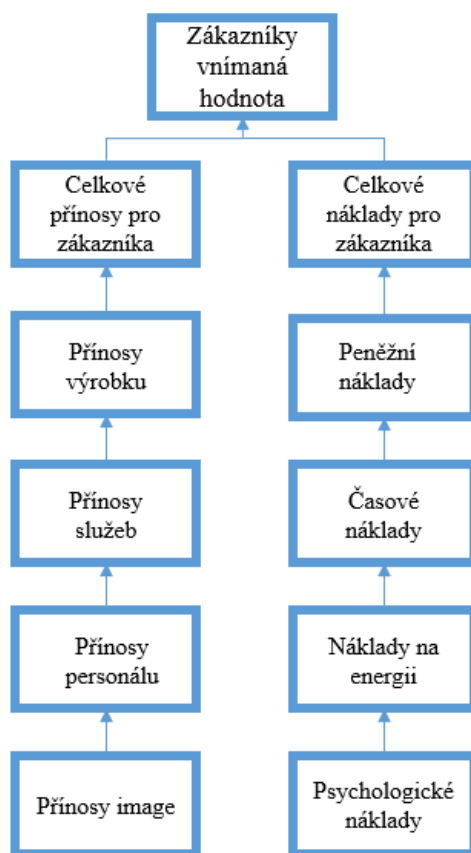 Zákazníky
vnímaná
hodnota
Celkové
přínosy pro
zákazníka
Celkové
náklady pro
zákazníka
Přínosy
výrobku
Peněžní
náklady
Přínosy
služeb
Časové
náklady
Přínosy
personálu
Náklady na
energii
Přínosy image
Psychologické
náklady